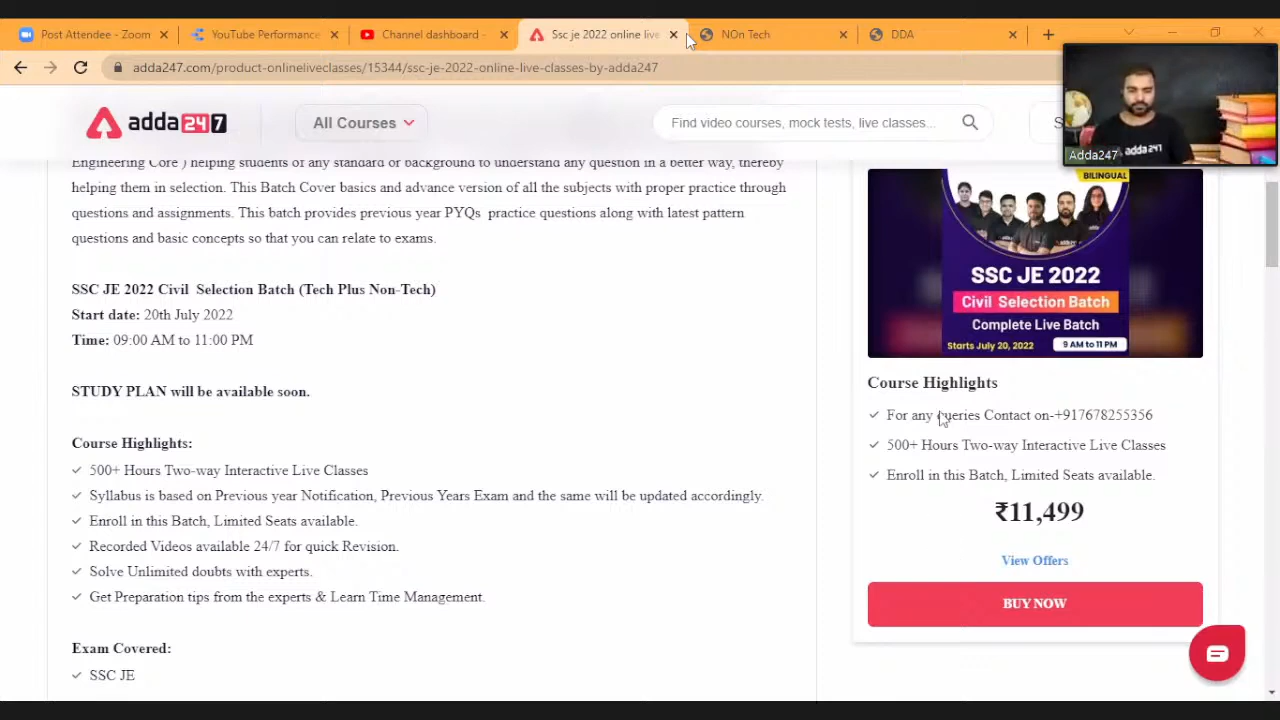 Post Attendee - Zoom
YouTube Performance
Channel dashboard -
Ssc je 2022 online live
NOn Tech
DDA
adda247.com/product-onlineliveclasses/15344/ssc-je-2022-online-live-classes-by-adda247
adda247
All Courses
Find video courses, mock tests, live classes...
S
adda247
Adda247
Engineering Core ) helping students of any standard or background to understand any question in a better way, thereby
helping them in selection. This Batch Cover basics and advance version of all the subjects with proper practice through
questions and assignments. This batch provides previous year PYQs practice questions along with latest pattern
questions and basic concepts so that you can relate to exams.
SSC JE 2022 Civil Selection Batch (Tech Plus Non-Tech)
Start date: 20th July 2022
Time: 09:00 AM to 11:00 PM
STUDY PLAN will be available soon.
Course Highlights:
500+ Hours Two-way Interactive Live Classes
Syllabus is based on Previous year Notification, Previous Years Exam and the same will be updated accordingly.
Enroll in this Batch, Limited Seats available.
Recorded Videos available 24/7 for quick Revision.
Solve Unlimited doubts with experts.
Get Preparation tips from the experts & Learn Time Management.
Exam Covered:
SSC JE
BILINGUAL
SSC JE 2022
Civil Selection Batch
Complete Live Batch
Starts July 20, 2022
9 AM to 11 PM
Course Highlights
For any queries Contact on-+917678255356
500+ Hours Two-way Interactive Live Classes
Enroll in this Batch, Limited Seats available.
₹11,499
View Offers
BUY NOW